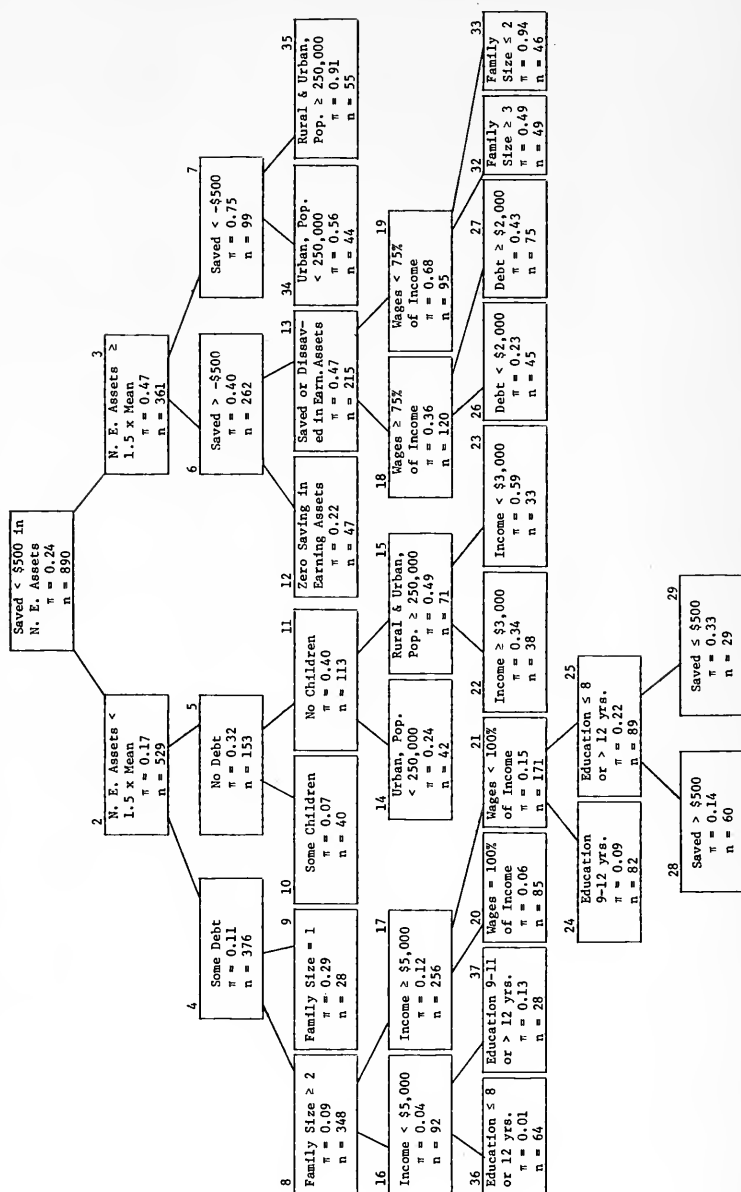 Saved < $500 in
N. E. Assets
π = 0.24
n = 890
2
N. E. Assets <
1.5 x Mean
π = 0.17
n = 529
3
N. E. Assets ≥
1.5 x Mean
π = 0.47
n = 361
4
Some Debt
π = 0.11
n = 376
5
No Debt
π = 0.32
n = 153
6
Saved > -$500
π = 0.40
n = 262
7
Saved < -$500
π = 0.75
n = 99
8
Family Size ≥ 2
π = 0.09
n = 348
9
Family Size = 1
π = 0.29
n = 28
10
Some Children
π = 0.07
n = 40
11
No Children
π = 0.40
n = 113
12
Zero Saving in
Earning Assets
π = 0.22
n = 47
13
Saved or Dissav-
ed in Earn. Assets
π = 0.47
n = 215
34
Urban, Pop.
< 250,000
π = 0.56
n = 44
35
Rural & Urban,
Pop. ≥ 250,000
π = 0.91
n = 55
16
Income < $5,000
π = 0.04
n = 92
17
Income ≥ $5,000
π = 0.12
n = 256
14
Urban, Pop.
< 250,000
π = 0.24
n = 42
15
Rural & Urban,
Pop. ≥ 250,000
π = 0.49
n = 71
18
Wages ≥ 75%
of Income
π = 0.36
n = 120
19
Wages < 75%
of Income
π = 0.68
n = 95
36
Education ≤ 8
or 12 yrs.
π = 0.01
n = 64
37
Education 9-11
or > 12 yrs.
π = 0.13
n = 28
20
Wages = 100%
of Income
π = 0.06
n = 85
21
Wages < 100%
of Income
π = 0.15
n = 171
22
Income ≥ $3,000
π = 0.34
n = 38
23
Income < $3,000
π = 0.59
n = 33
26
Debt < $2,000
π = 0.23
n = 45
27
Debt ≥ $2,000
π = 0.43
n = 75
32
Family
Size ≥ 3
π = 0.49
n = 49
33
Family
Size ≤ 2
π = 0.94
n = 46
24
Education
9-12 yrs.
π = 0.09
n = 82
25
Education ≤ 8
or > 12 yrs.
π = 0.22
n = 89
28
Saved > $500
π = 0.14
n = 60
29
Saved ≤ $500
π = 0.33
n = 29